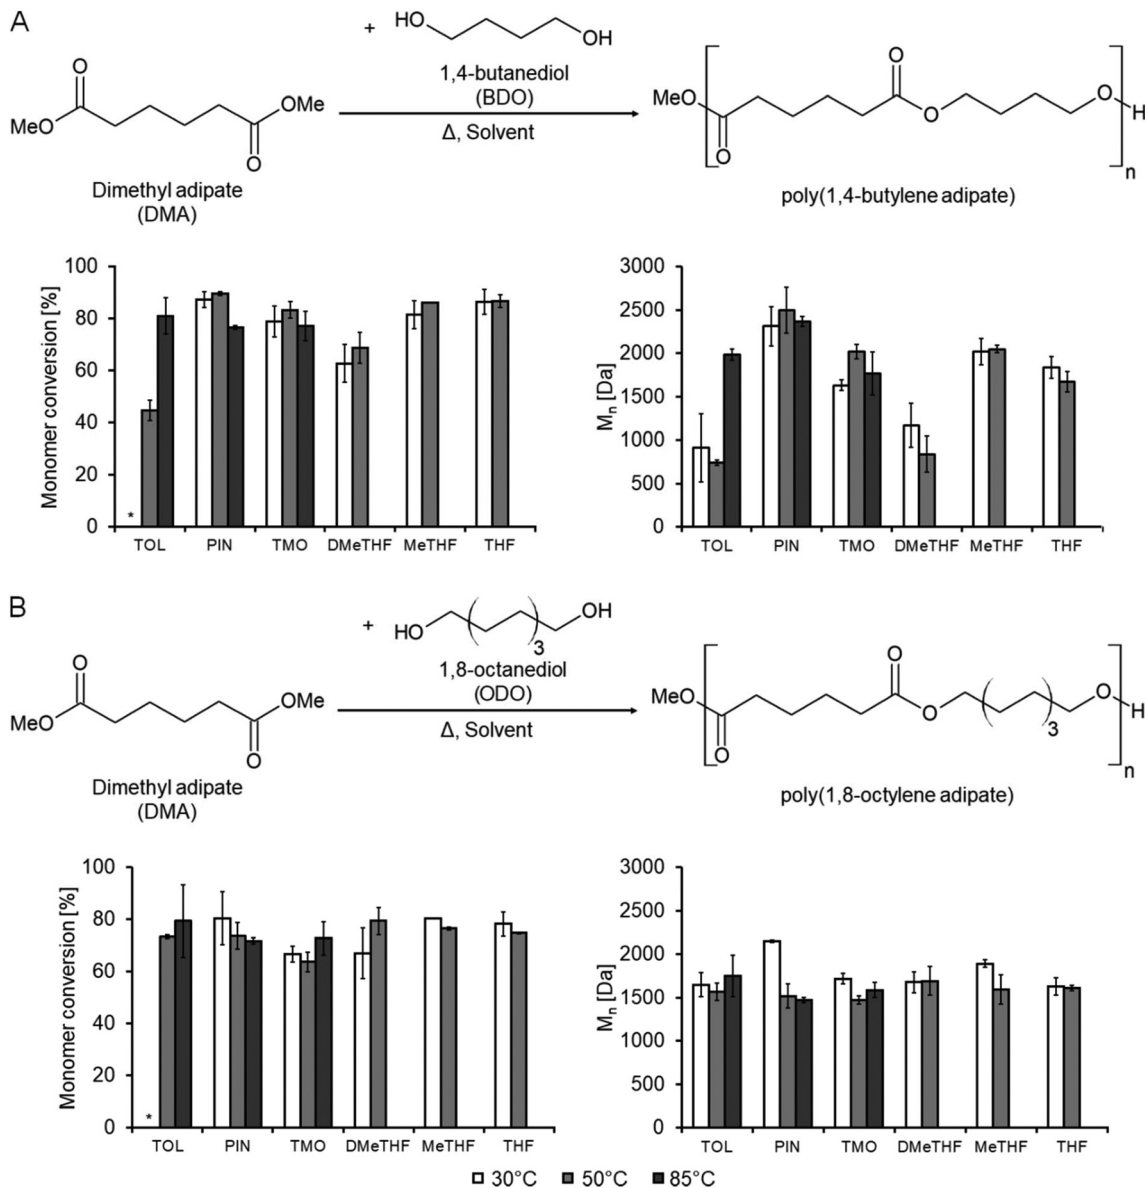 A
+ HO OH
1,4-butanediol
(BDO)
Δ, Solvent
O
MeO OMe
O
Dimethyl adipate
(DMA)
MeO O O O H
O n
poly(1,4-butylene adipate)
Monomer conversion [%]
100
80
60
40
20
0
*
TOL PIN TMO DMeTHF MeTHF THF
Mn [Da]
3000
2500
2000
1500
1000
500
0
TOL PIN TMO DMeTHF MeTHF THF
B
+ HO ( ) 3 OH
1,8-octanediol
(ODO)
Δ, Solvent
O
MeO OMe
O
Dimethyl adipate
(DMA)
MeO O O ( ) 3 O H
O n
poly(1,8-octylene adipate)
Monomer conversion [%]
100
80
60
40
20
0
*
TOL PIN TMO DMeTHF MeTHF THF
Mn [Da]
3000
2500
2000
1500
1000
500
0
TOL PIN TMO DMeTHF MeTHF THF
30°C 50°C 85°C